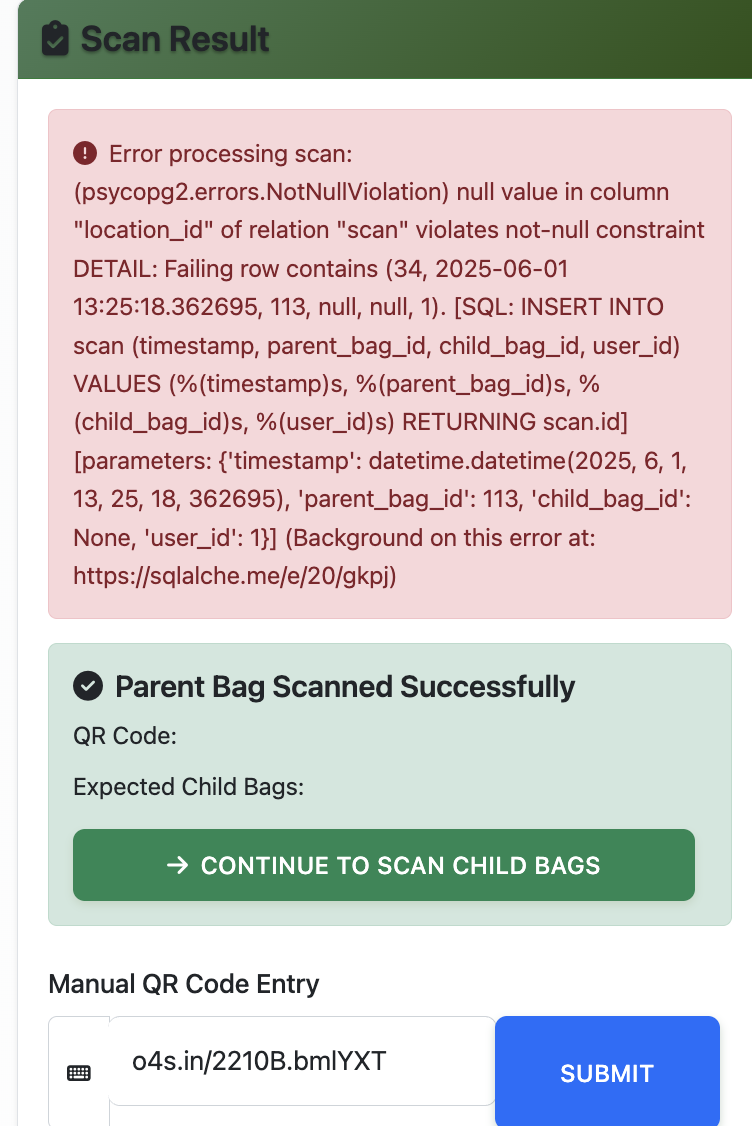 Scan Result
Error processing scan:
(psycopg2.errors.NotNullViolation) null value in column
"location_id" of relation "scan" violates not-null constraint
DETAIL: Failing row contains (34, 2025-06-01
13:25:18.362695, 113, null, null, 1). [SQL: INSERT INTO
scan (timestamp, parent_bag_id, child_bag_id, user_id)
VALUES (%(timestamp)s, %(parent_bag_id)s, %
(child_bag_id)s, %(user_id)s) RETURNING scan.id]
[parameters: {'timestamp': datetime.datetime(2025, 6, 1,
13, 25, 18, 362695), 'parent_bag_id': 113, 'child_bag_id':
None, 'user_id': 1}] (Background on this error at:
https://sqlalche.me/e/20/gkpj)
Parent Bag Scanned Successfully
QR Code:
Expected Child Bags:
CONTINUE TO SCAN CHILD BAGS
Manual QR Code Entry
o4s.in/2210B.bmlYXT
SUBMIT